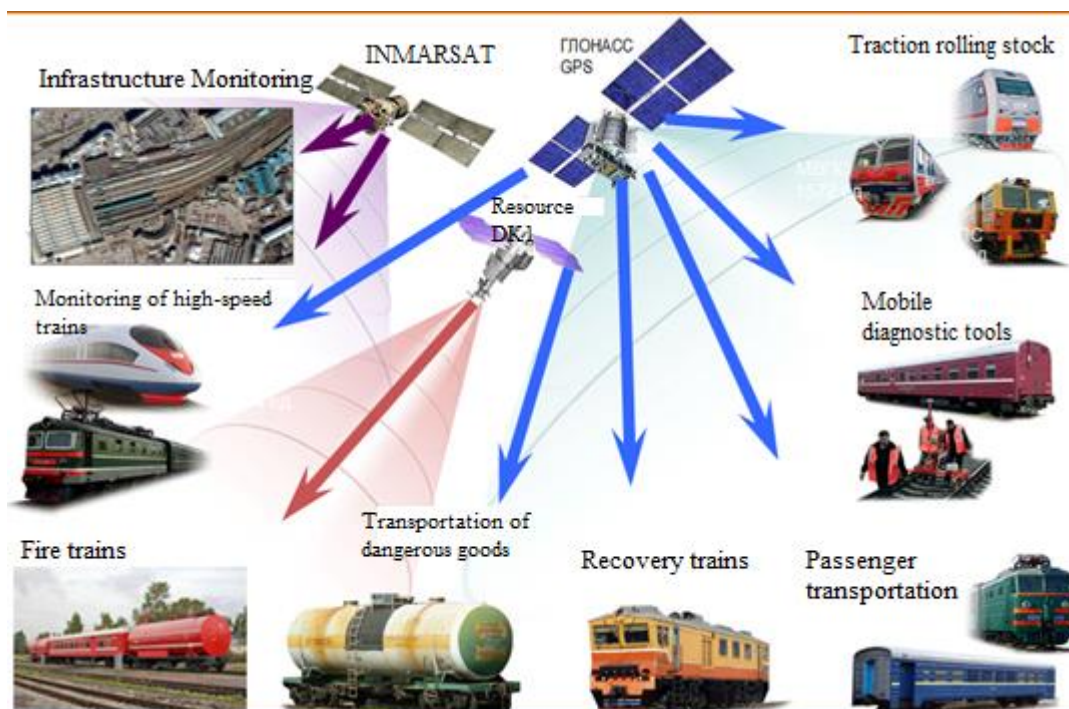 INMARSAT
ГЛОНАСС
GPS
Traction rolling stock
Infrastructure Monitoring
Resource
DK-1
Monitoring of high-speed
trains
Mobile
diagnostic tools
Transportation of
dangerous goods
Fire trains
Recovery trains
Passenger
transportation